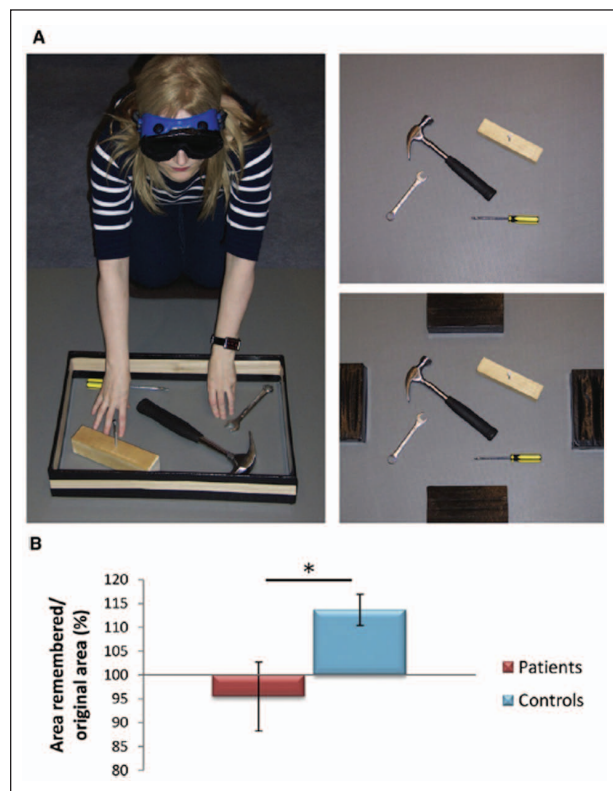 A
B
Area remembered/
original area (%)
120
115
110
105
100
95
90
85
80
*
Patients
Controls